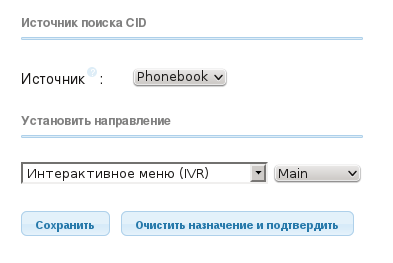 Источник поиска CID
Источник ? : Phonebook
Установить направление
Интерактивное меню (IVR) Main
Сохранить Очистить назначение и подтвердить